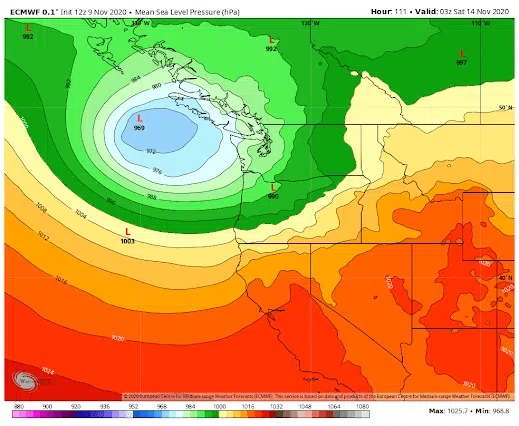 ECMWF 0.1° Init 12z 9 Nov 2020 • Mean Sea Level Pressure (hPa) Hour: 111 • Valid: 03z Sat 14 Nov 2020
130°W 120°W 110°W
L L L
992 992 997
984
980
50°N
L
969
972
976
988
996
L
990
1008
1004
L
1003
1012
1016
40°N
1020
1020
1020
1020
1024
1020
© 2020 European Centre for Medium-range Weather Forecasts (ECMWF). This service is based on data and products of the European Centre for Medium-range Weather Forecasts (ECMWF).
880 900 920 936 952 968 984 1000 1016 1032 1048 1064 1080
Max: 1025.7 • Min: 968.8